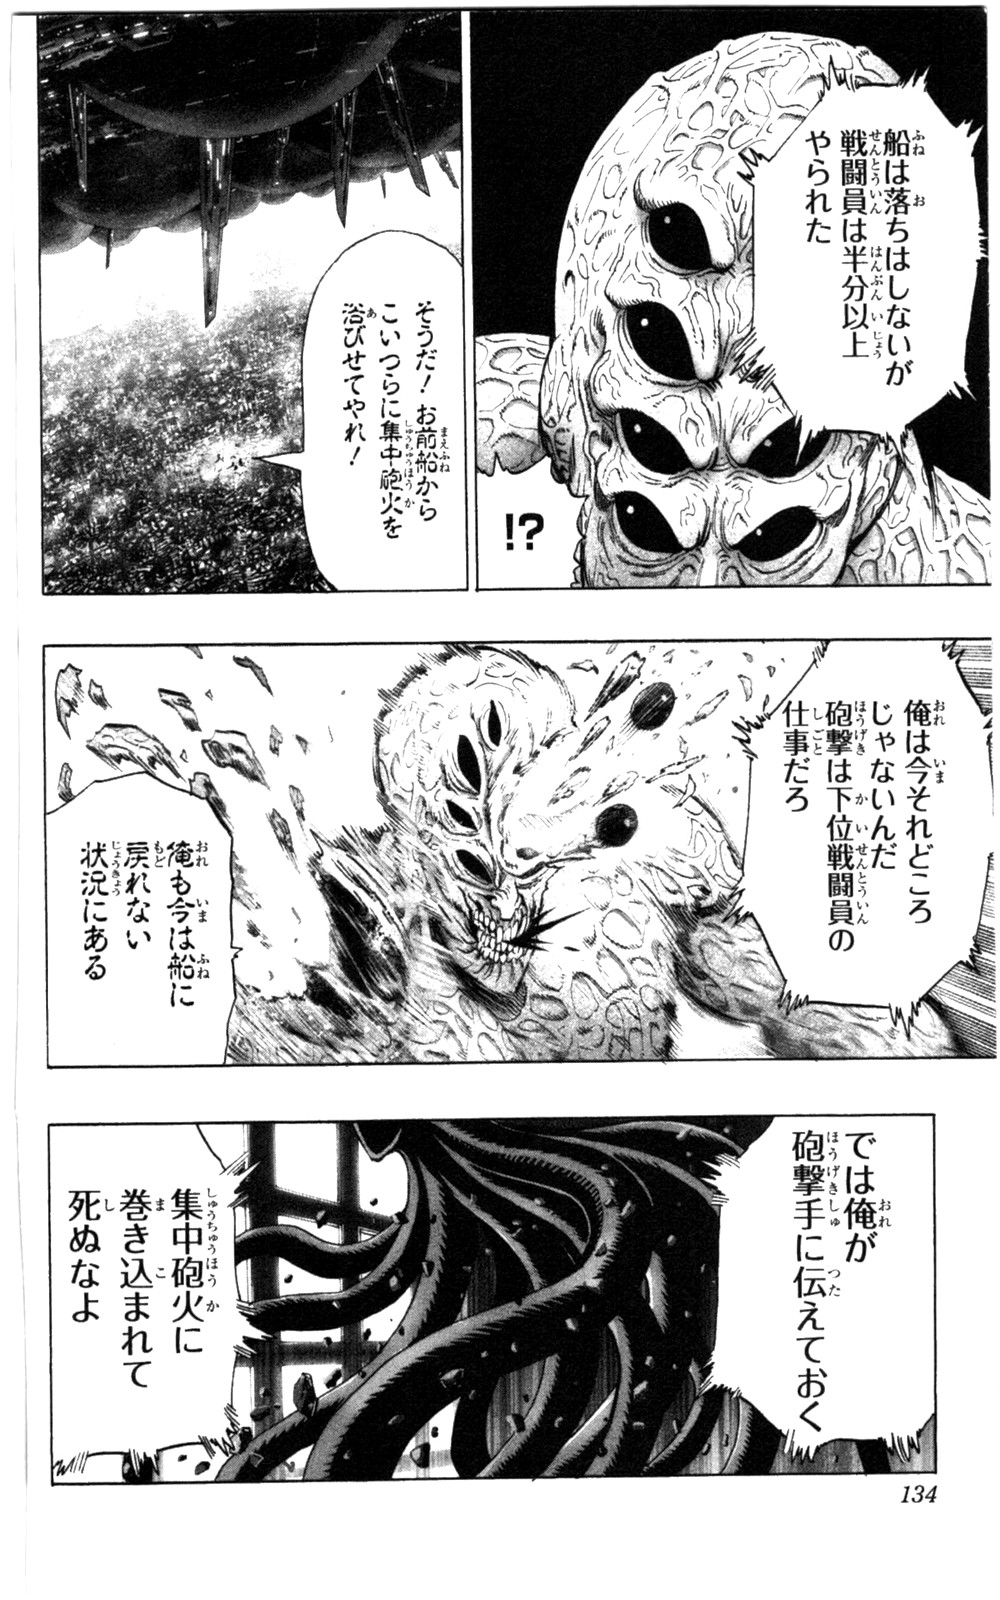 船は落ちはしないが
戦闘員は半分以上
やられた
!?
そうだ!お前船から
こいつらに集中砲火を
浴びせてやれ!
俺は今それどころ
じゃないんだ
砲撃は下位戦闘員の
仕事だろ
俺も今は船に
戻れない
状況にある
では俺が
砲撃手に伝えておく
集中砲火に
巻き込まれて
死ぬなよ
134